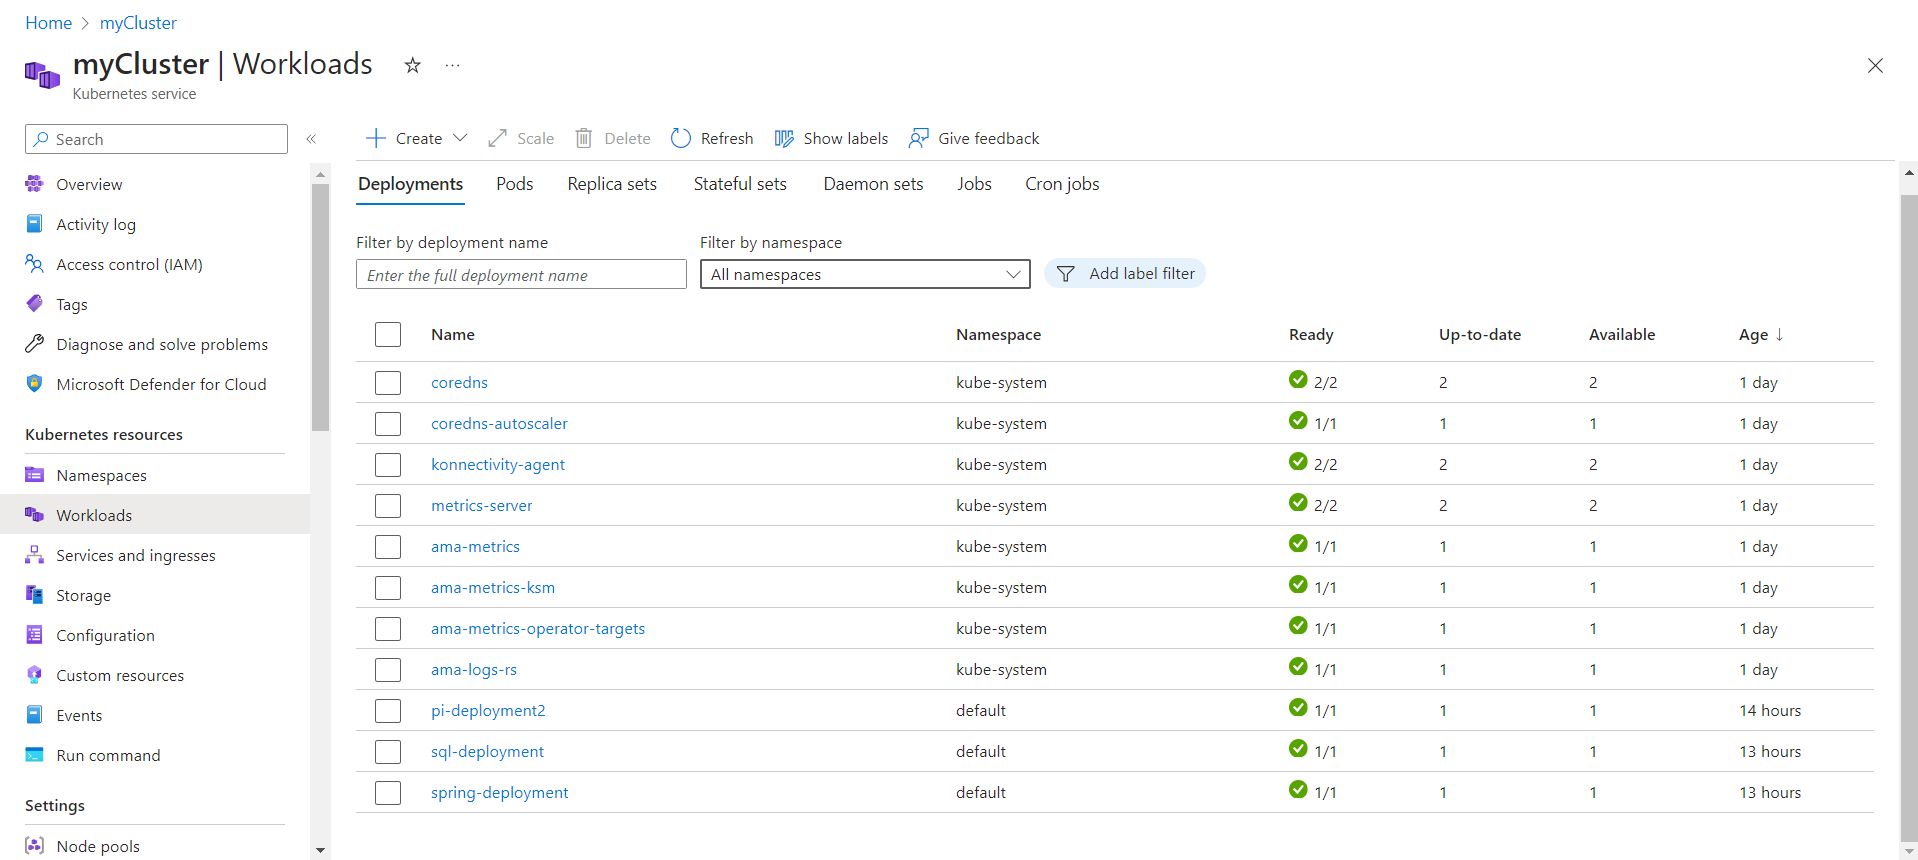 Home > myCluster
myCluster | Workloads ☆ ···
Kubernetes service
Search «
Overview
Activity log
Access control (IAM)
Tags
Diagnose and solve problems
Microsoft Defender for Cloud
Kubernetes resources
Namespaces
Workloads
Services and ingresses
Storage
Configuration
Custom resources
Events
Run command
Settings
Node pools
Create Scale Delete Refresh Show labels Give feedback
Deployments Pods Replica sets Stateful sets Daemon sets Jobs Cron jobs
Filter by deployment name Filter by namespace
Enter the full deployment name All namespaces Add label filter
Name Namespace Ready Up-to-date Available Age ↓
coredns kube-system 2/2 2 2 1 day
coredns-autoscaler kube-system 1/1 1 1 1 day
konnectivity-agent kube-system 2/2 2 2 1 day
metrics-server kube-system 2/2 2 2 1 day
ama-metrics kube-system 1/1 1 1 1 day
ama-metrics-ksm kube-system 1/1 1 1 1 day
ama-metrics-operator-targets kube-system 1/1 1 1 1 day
ama-logs-rs kube-system 1/1 1 1 1 day
pi-deployment2 default 1/1 1 1 14 hours
sql-deployment default 1/1 1 1 13 hours
spring-deployment default 1/1 1 1 13 hours